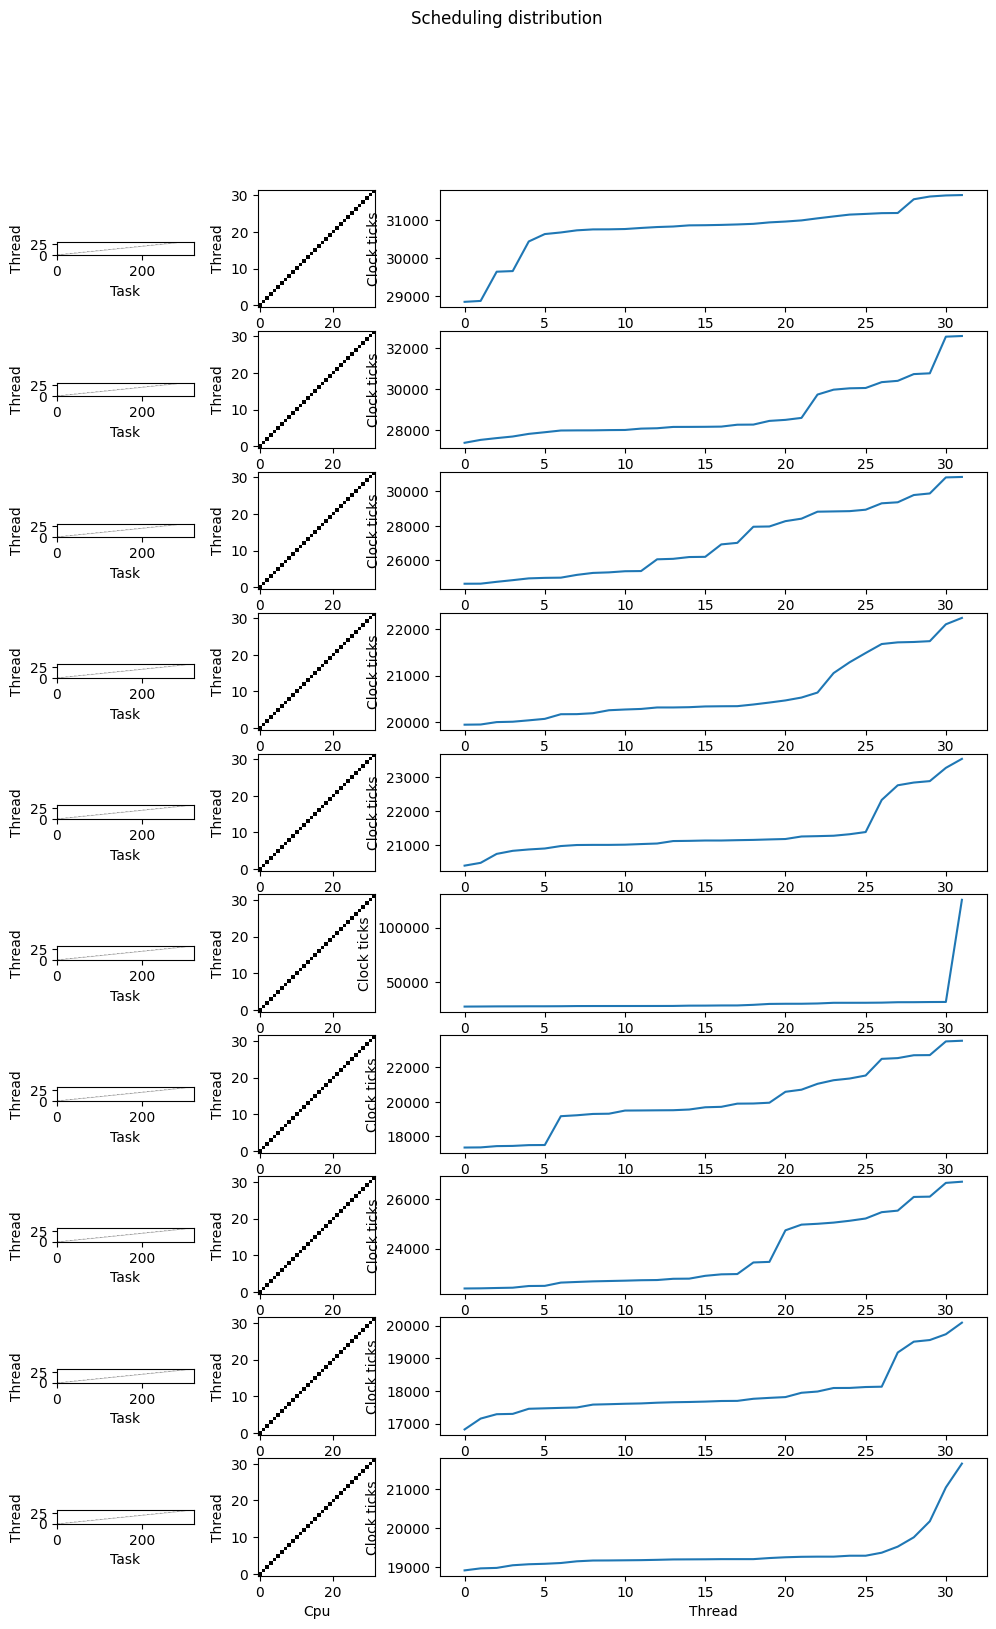 Scheduling distribution
Thread 25 0 0 200 Task
Thread 30 20 10 0 0 20
Clock ticks 31000 30000 29000 0 5 10 15 20 25 30
Thread 25 0 0 200 Task
Thread 30 20 10 0 0 20
Clock ticks 32000 30000 28000 0 5 10 15 20 25 30
Thread 25 0 0 200 Task
Thread 30 20 10 0 0 20
Clock ticks 30000 28000 26000 0 5 10 15 20 25 30
Thread 25 0 0 200 Task
Thread 30 20 10 0 0 20
Clock ticks 22000 21000 20000 0 5 10 15 20 25 30
Thread 25 0 0 200 Task
Thread 30 20 10 0 0 20
Clock ticks 23000 22000 21000 0 5 10 15 20 25 30
Thread 25 0 0 200 Task
Thread 30 20 10 0 0 20
Clock ticks 100000 50000 0 5 10 15 20 25 30
Thread 25 0 0 200 Task
Thread 30 20 10 0 0 20
Clock ticks 22000 20000 18000 0 5 10 15 20 25 30
Thread 25 0 0 200 Task
Thread 30 20 10 0 0 20
Clock ticks 26000 24000 0 5 10 15 20 25 30
Thread 25 0 0 200 Task
Thread 30 20 10 0 0 20
Clock ticks 20000 19000 18000 17000 0 5 10 15 20 25 30
Thread 25 0 0 200 Task
Thread 30 20 10 0 0 20 Cpu
Clock ticks 21000 20000 19000 0 5 10 15 20 25 30 Thread